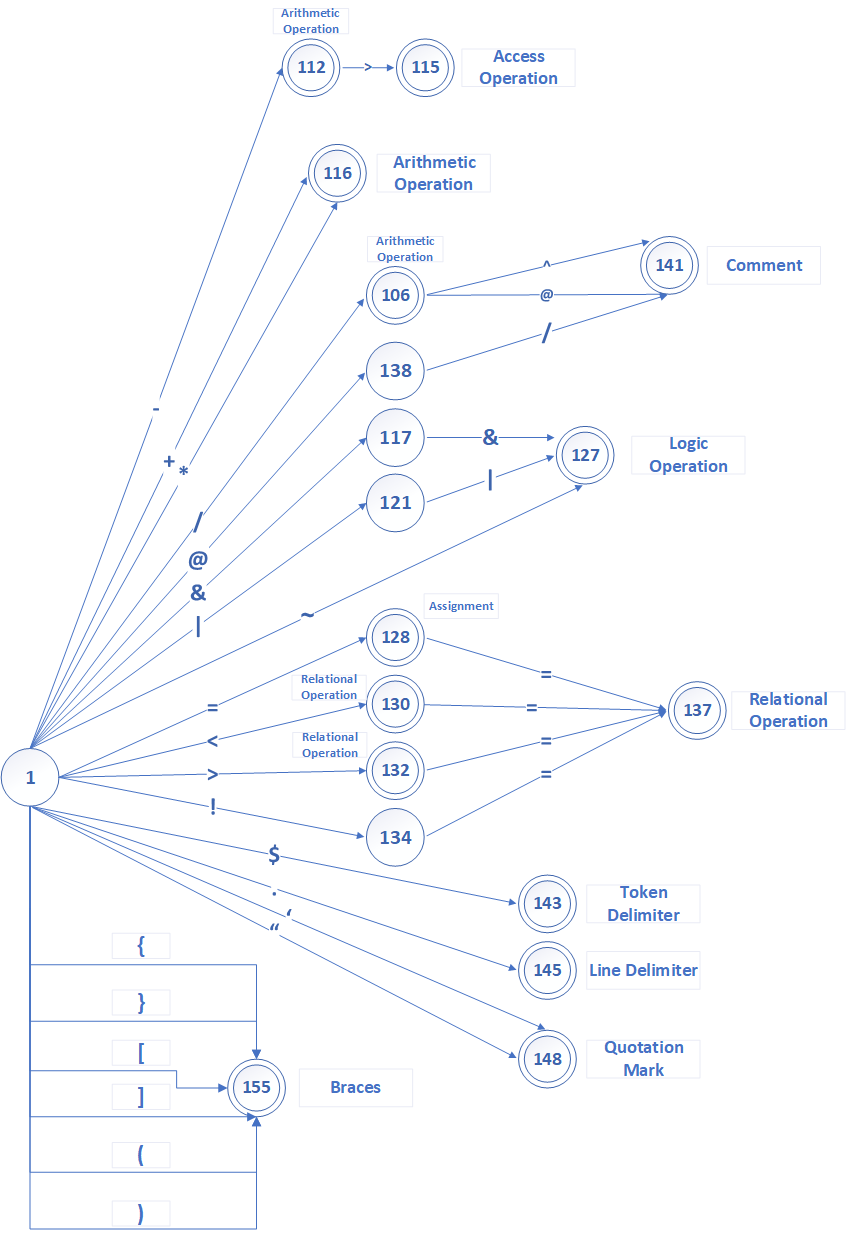 Arithmetic
Operation
112
>
115
Access
Operation
116
Arithmetic
Operation
Arithmetic
Operation
106
^
@
141
Comment
/
138
-
117
&
127
Logic
Operation
+
*
|
121
/
@
&
|
~
Assignment
128
=
Relational
Operation
130
=
=
137
Relational
Operation
<
Relational
Operation
132
=
1
>
=
!
134
$
143
Token
Delimiter
.
‘
“
145
Line Delimiter
{
}
[
148
Quotation
Mark
155
Braces
]
(
)